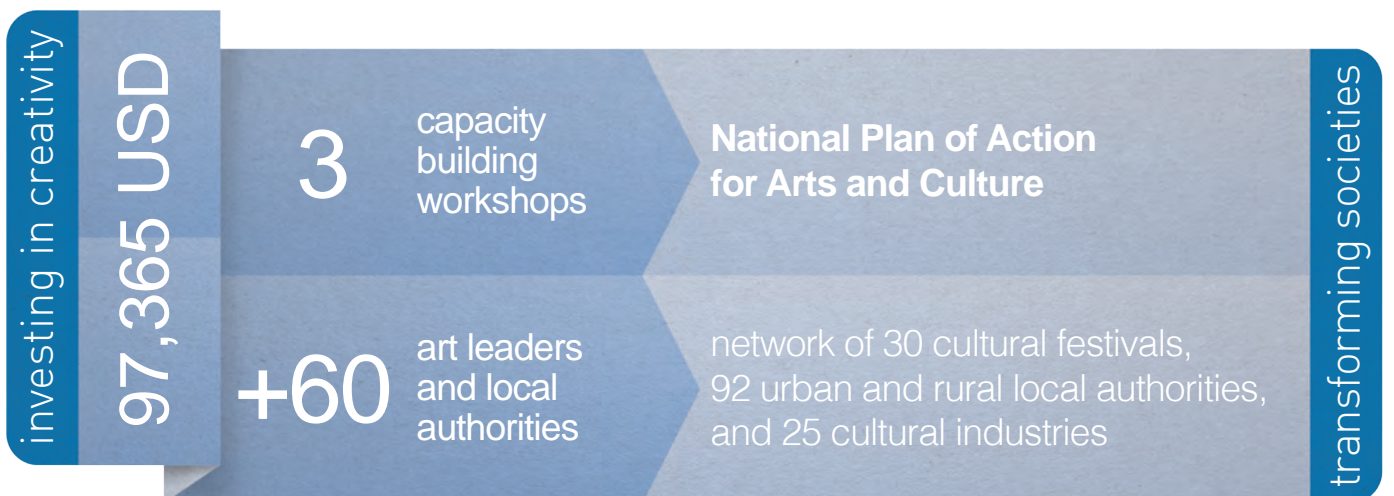 investing in creativity
97,365 USD
3
capacity
building
workshops
National Plan of Action
for Arts and Culture
+60
art leaders
and local
authorities
network of 30 cultural festivals,
92 urban and rural local authorities,
and 25 cultural industries
transforming societies